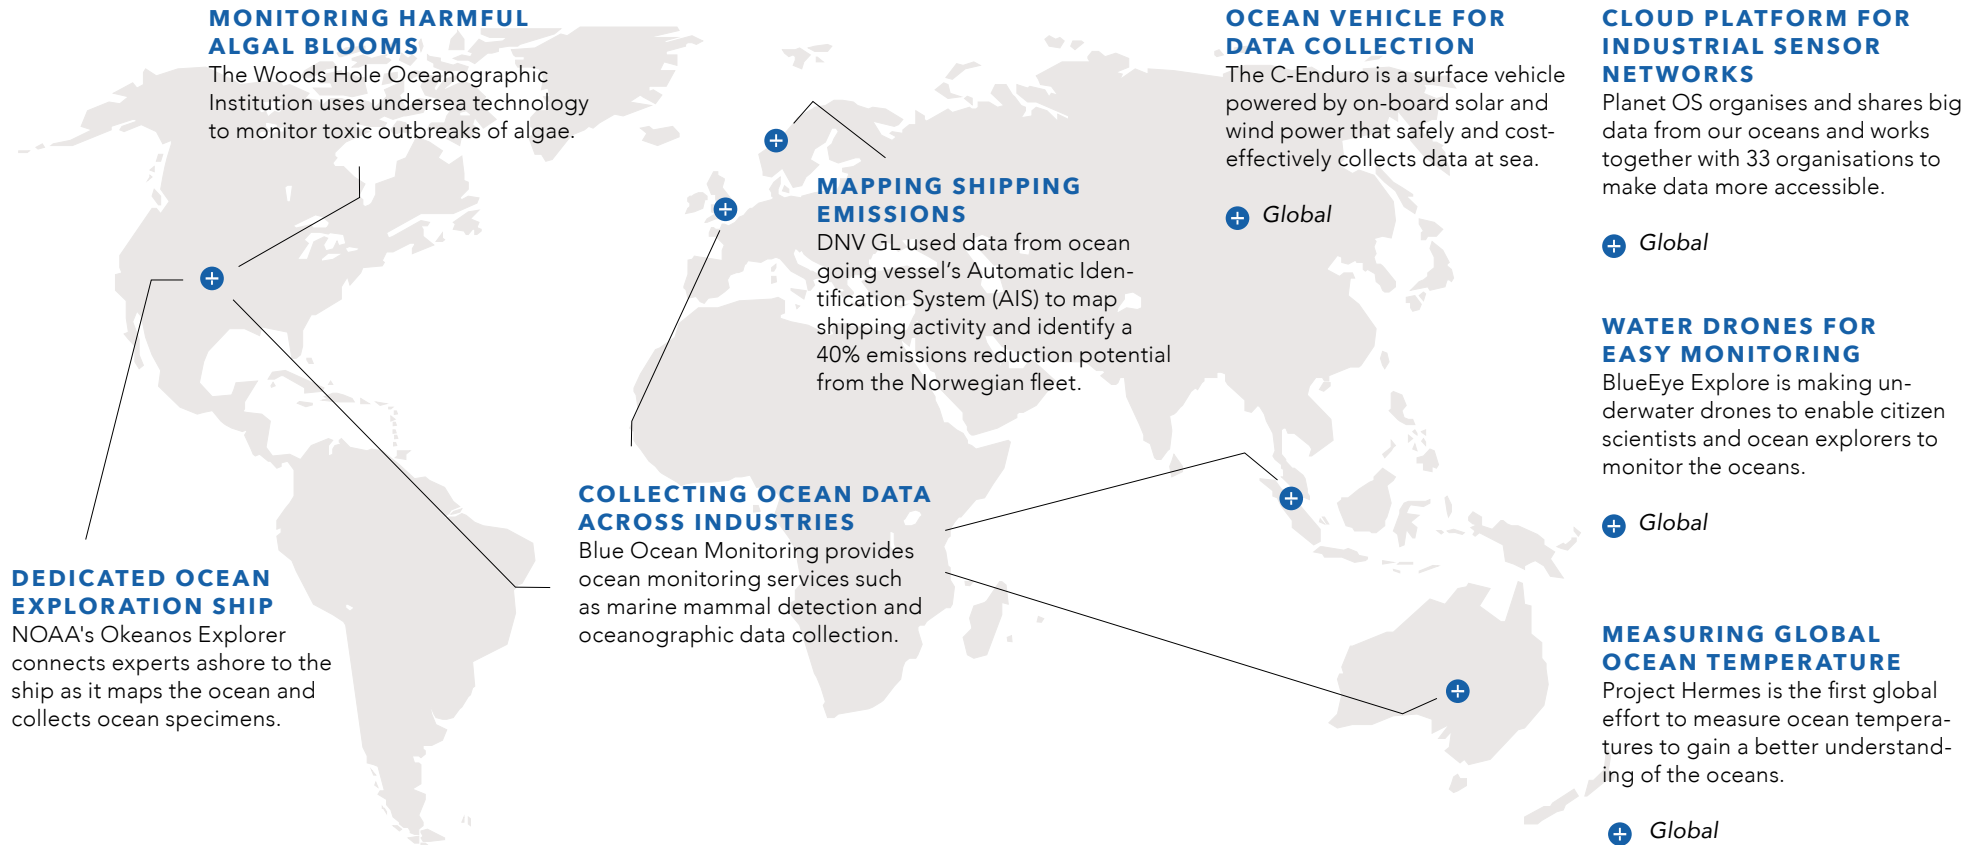 MONITORING HARMFUL
ALGAL BLOOMS
The Woods Hole Oceanographic
Institution uses undersea technology
to monitor toxic outbreaks of algae.
OCEAN VEHICLE FOR
DATA COLLECTION
The C-Enduro is a surface vehicle
powered by on-board solar and
wind power that safely and cost-
effectively collects data at sea.
Global
CLOUD PLATFORM FOR
INDUSTRIAL SENSOR
NETWORKS
Planet OS organises and shares big
data from our oceans and works
together with 33 organisations to
make data more accessible.
Global
MAPPING SHIPPING
EMISSIONS
DNV GL used data from ocean
going vessel's Automatic Iden-
tification System (AIS) to map
shipping activity and identify a
40% emissions reduction potential
from the Norwegian fleet.
WATER DRONES FOR
EASY MONITORING
BlueEye Explore is making un-
derwater drones to enable citizen
scientists and ocean explorers to
monitor the oceans.
Global
COLLECTING OCEAN DATA
ACROSS INDUSTRIES
Blue Ocean Monitoring provides
ocean monitoring services such
as marine mammal detection and
oceanographic data collection.
DEDICATED OCEAN
EXPLORATION SHIP
NOAA's Okeanos Explorer
connects experts ashore to the
ship as it maps the ocean and
collects ocean specimens.
MEASURING GLOBAL
OCEAN TEMPERATURE
Project Hermes is the first global
effort to measure ocean tempera-
tures to gain a better understand-
ing of the oceans.
Global